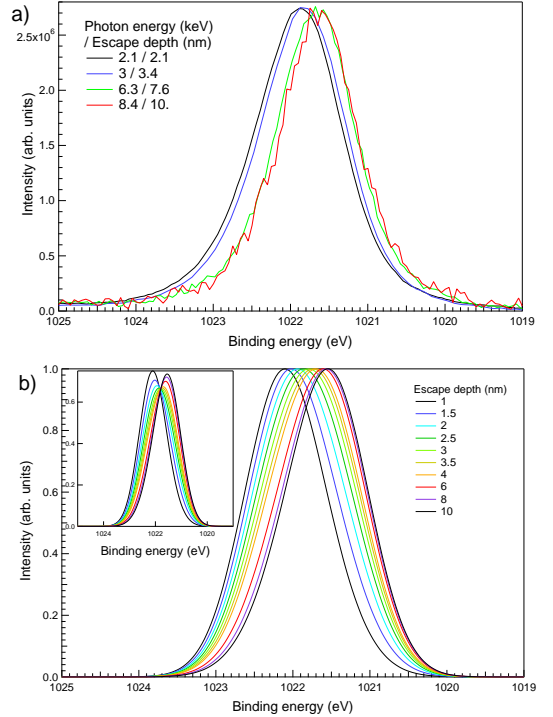 a)
Photon energy (keV)
/ Escape depth (nm)
2.1 / 2.1
3 / 3.4
6.3 / 7.6
8.4 / 10.
2.5x10⁶
2.0
1.5
1.0
0.5
0.0
Intensity (arb. units)
1025 1024 1023 1022 1021 1020 1019
Binding energy (eV)
b)
1.0
0.8
0.6
0.4
0.2
0.0
Intensity (arb. units)
0.6
0.4
0.2
0.0
1024 1022 1020
Binding energy (eV)
Escape depth (nm)
1
1.5
2
2.5
3
3.5
4
6
8
10
1025 1024 1023 1022 1021 1020 1019
Binding energy (eV)